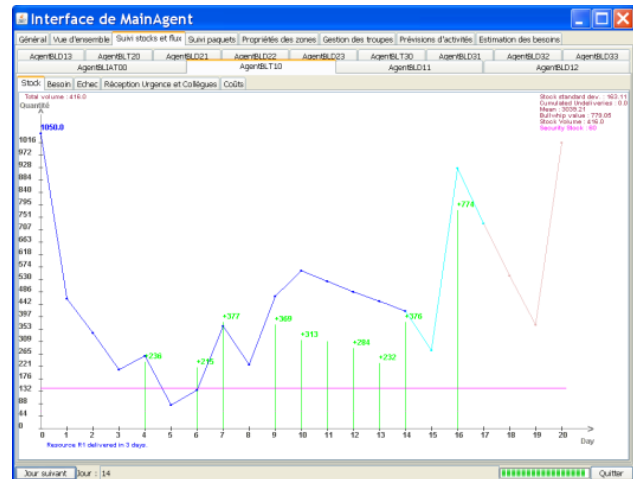 Interface de MainAgent
Général Vue d'ensemble Suivi stocks et flux Suivi paquets Propriétés des zones Gestion des troupes Prévisions d'activités Estimation des besoins
AgentBLD13 AgentBLT20 AgentBLD21 AgentBLD22 AgentBLD23 AgentBLT30 AgentBLD31 AgentBLD32 AgentBLD33
AgentBLIAT00 AgentBLT10 AgentBLD11 AgentBLD12
Stock Besoin Echec Réception Urgence et Collègues Coûts
Total volume : 416.0
Quantité
Stock standard dev. : 163.11
Cumulated Undeliveries : 0.0
Mean : 3039.21
Bullwhip value : 779.05
Stock Volume : 416.0
Security Stock : 60
1050.0
1016
972
928
884
840
795
751
707
663
618
574
530
486
442
397
353
309
265
221
176
132
88
44
0
+236
+215
+377
+369
+313
+284
+232
+376
+774
0 1 2 3 4 5 6 7 8 9 10 11 12 13 14 15 16 17 18 19 20
Day
Resource R1 delivered in 3 days.
Jour suivant Jour : 14 Quitter